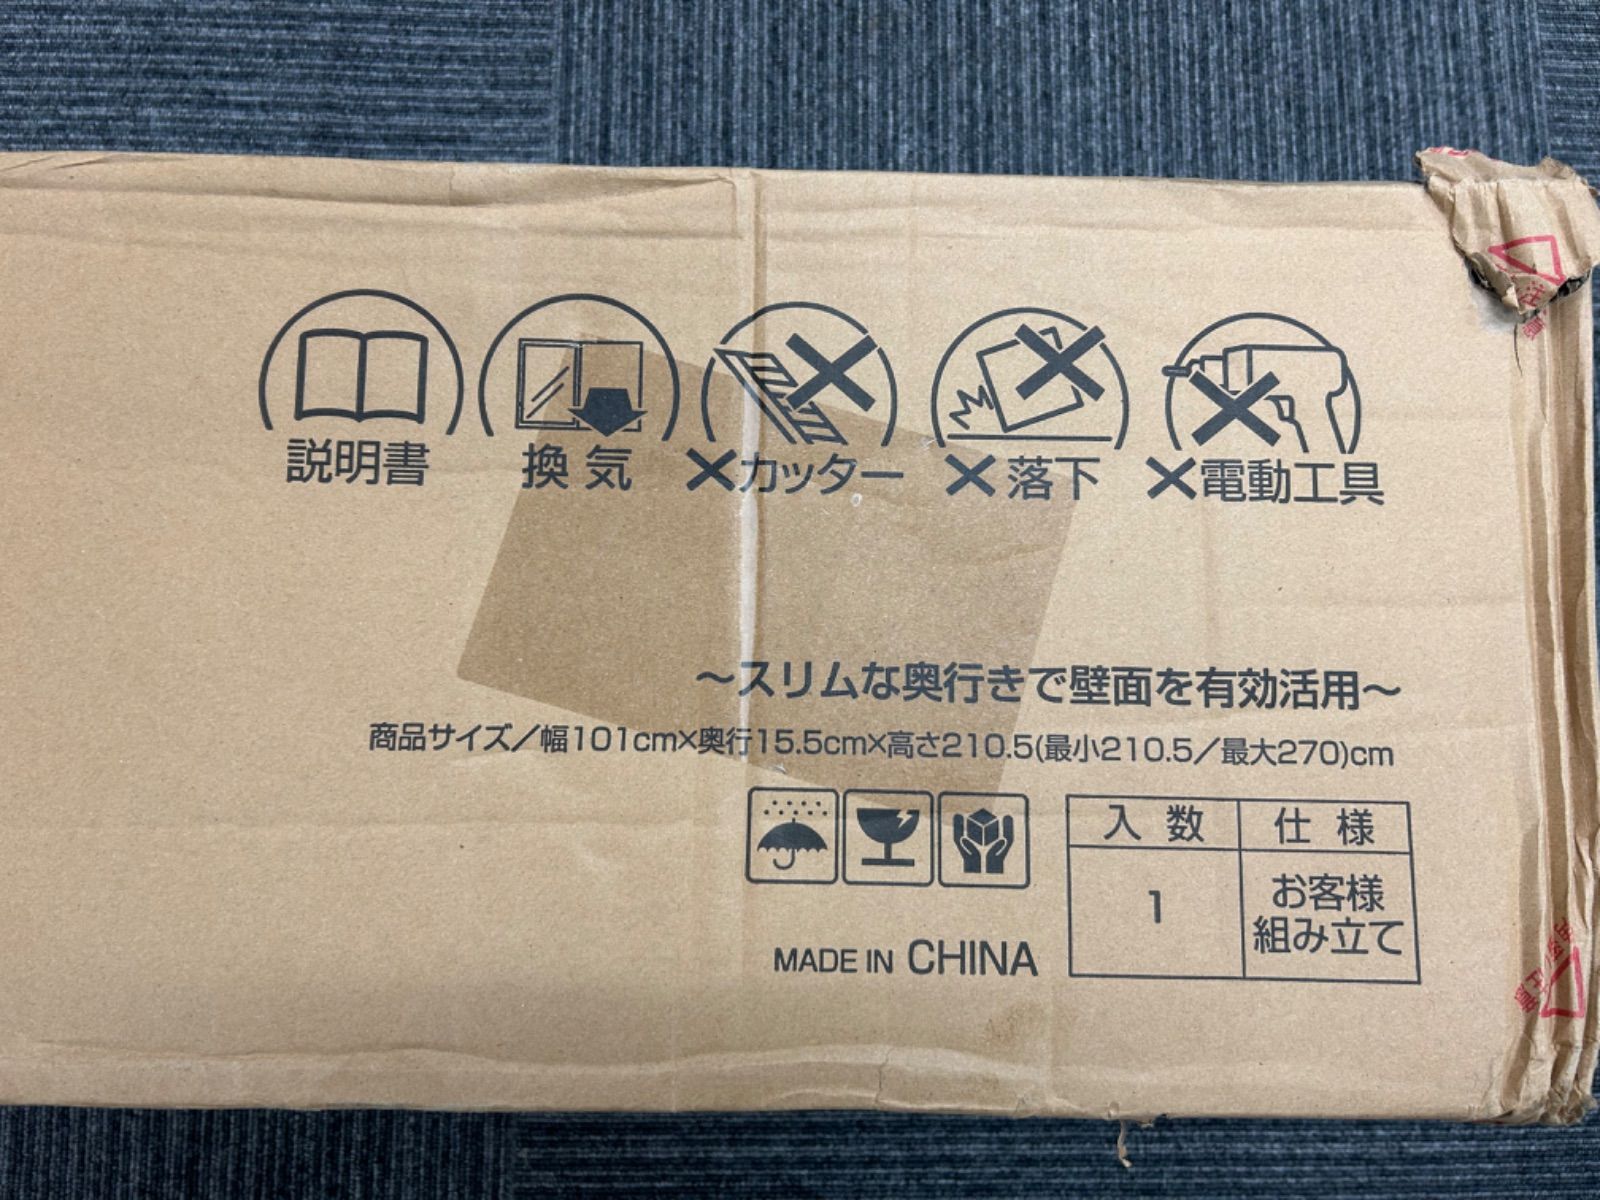 説明書
換気
×カッター
×落下
×電動工具
～スリムな奥行きで壁面を有効活用～
商品サイズ／幅101cm×奥行15.5cm×高さ210.5(最小210.5／最大270)cm
入数 仕様
1 お客様
組み立て
MADE IN CHINA